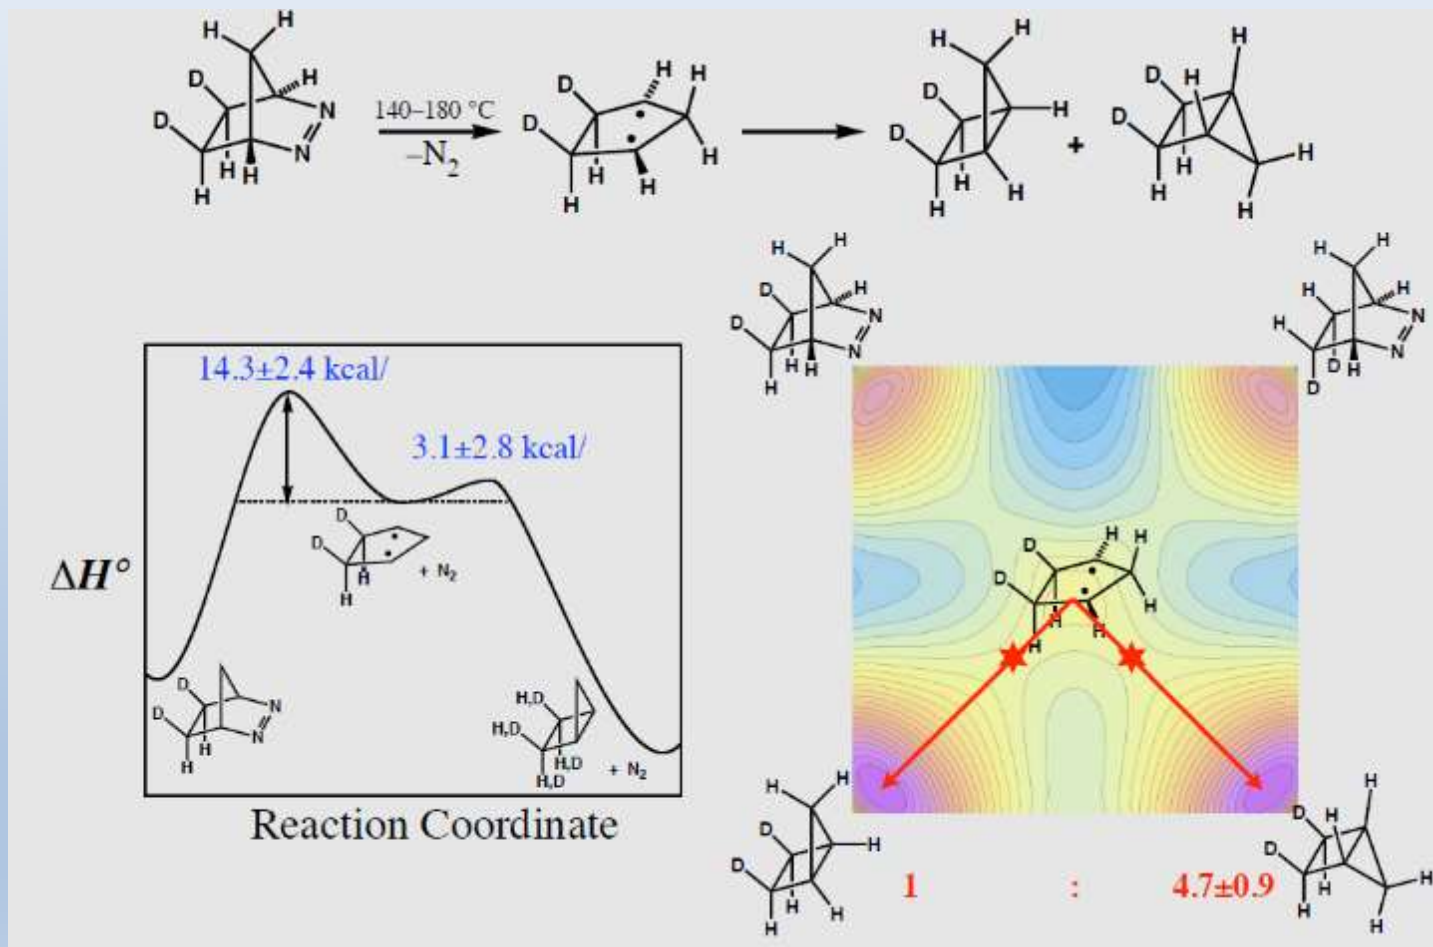 H H
D H
D N
N
H H
H
140–180 °C
–N₂
H
D H
D
H H
H
H
H H
D H
D
H H
H
+
H
D H
D
H H
H
H
H H
D H
D N
N
H H
H
H H
H H
H N
N
D H
D
14.3±2.4 kcal/
3.1±2.8 kcal/
D
D
H
H
+ N₂
ΔH°
D
D N
N
H
H
H,D
H,D
H,D
H,D
+ N₂
Reaction Coordinate
H
D H
D
H H
H
H
H H
D H
D
H H
H
1 : 4.7±0.9
H
D H
D
H H
H
H